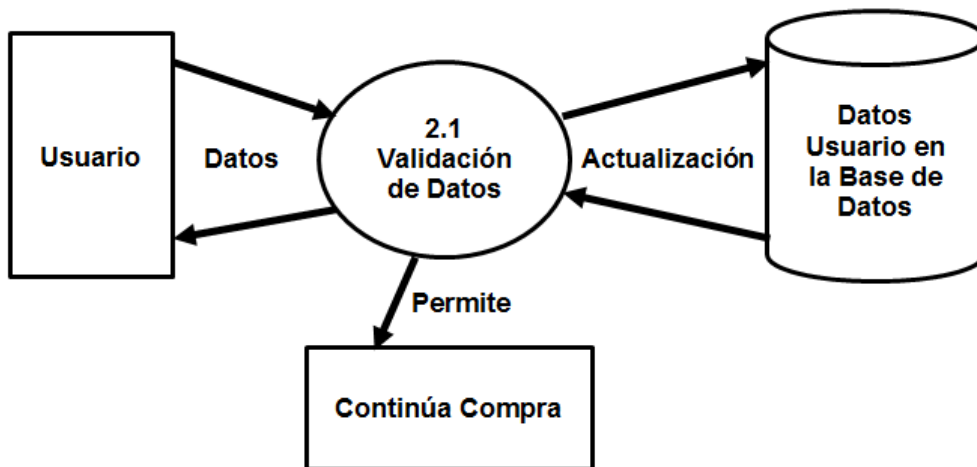 Usuario
Datos
2.1
Validación
de Datos
Actualización
Datos
Usuario en
la Base de
Datos
Permite
Continúa Compra